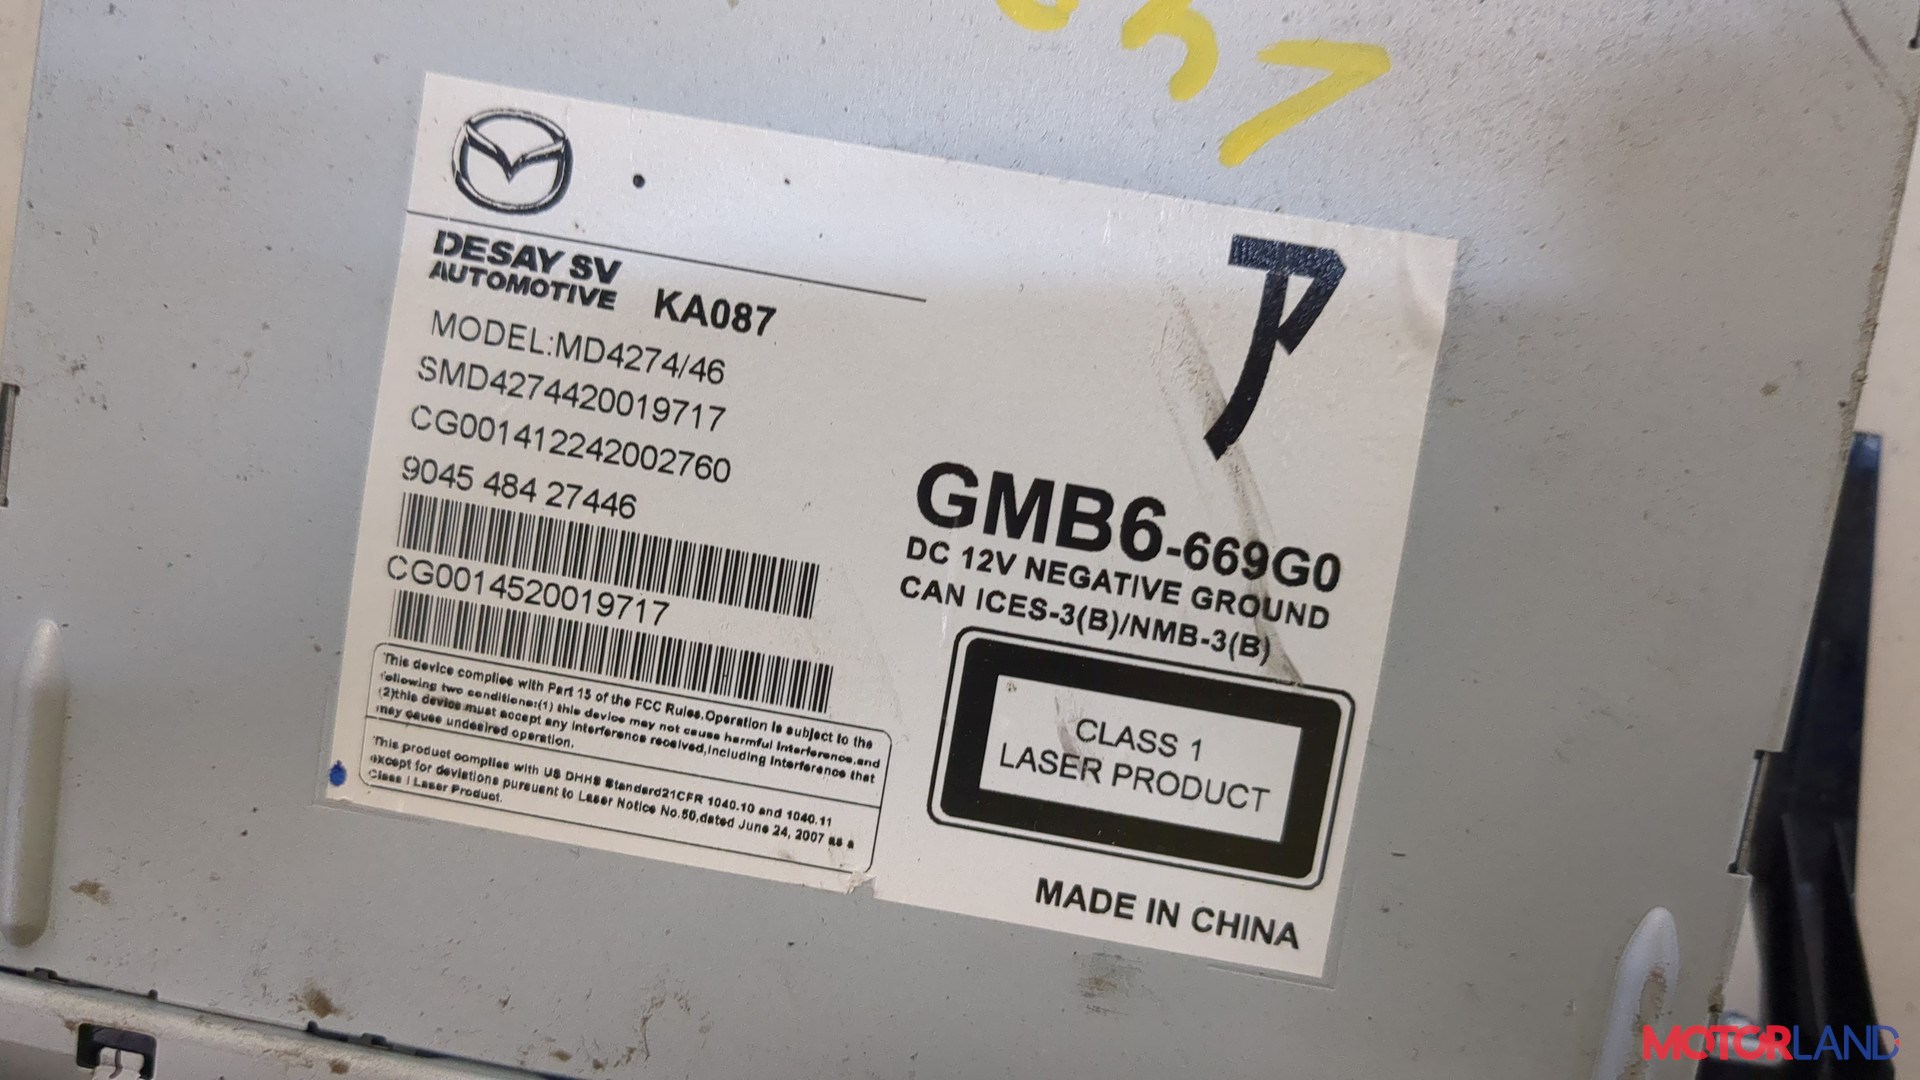 DESAY SV
AUTOMOTIVE KA087
MODEL:MD4274/46
SMD4274420019717
CG001412242002760
9045 484 27446
CG0014520019717
This device complies with Part 15 of the FCC Rules.Operation is subject to the
following two conditions:(1) this device may not cause harmful interference,and
(2)this device must accept any interference received,including interference that
may cause undesired operation.
This product complies with US DHHS Standard21CFR 1040.10 and 1040.11
except for deviations pursuant to Laser Notice No.50,dated June 24, 2007 as a
Class I Laser Product.
P
GMB6-669G0
DC 12V NEGATIVE GROUND
CAN ICES-3(B)/NMB-3(B)
CLASS 1
LASER PRODUCT
MADE IN CHINA
MOTORLAND